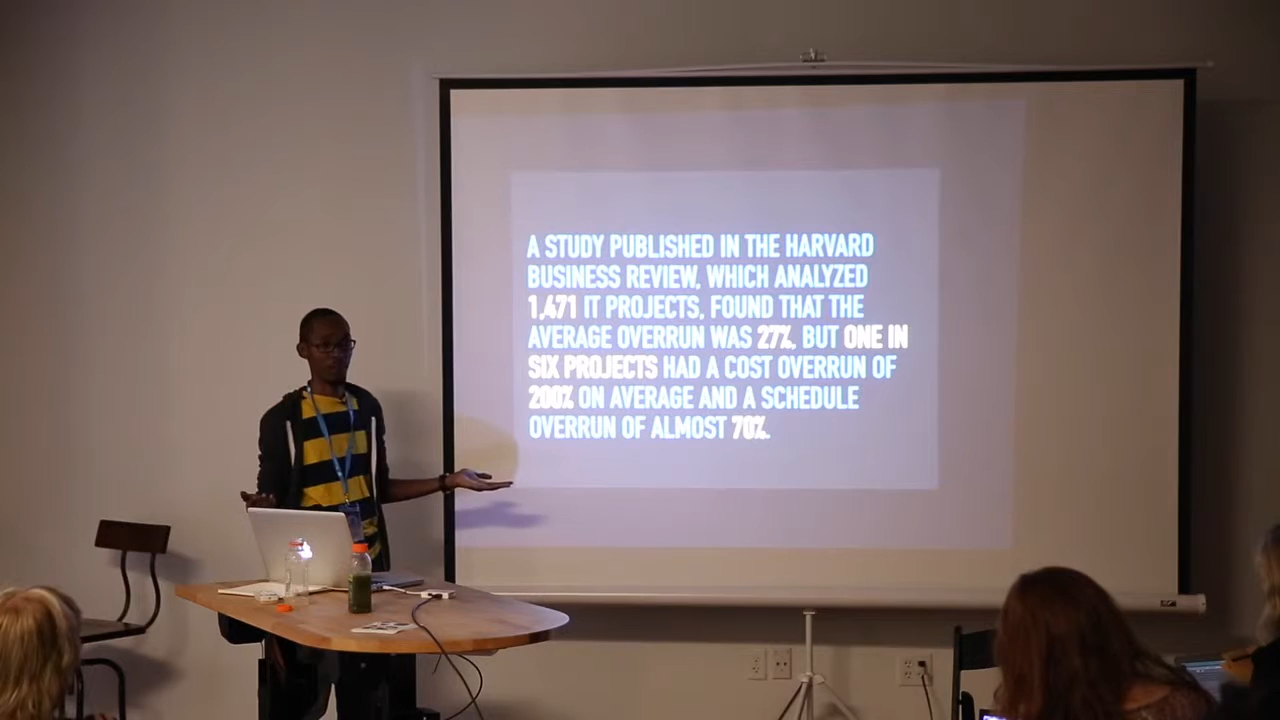 A STUDY PUBLISHED IN THE HARVARD
BUSINESS REVIEW, WHICH ANALYZED
1,471 IT PROJECTS, FOUND THAT THE
AVERAGE OVERRUN WAS 27%, BUT ONE IN
SIX PROJECTS HAD A COST OVERRUN OF
200% ON AVERAGE AND A SCHEDULE
OVERRUN OF ALMOST 70%.